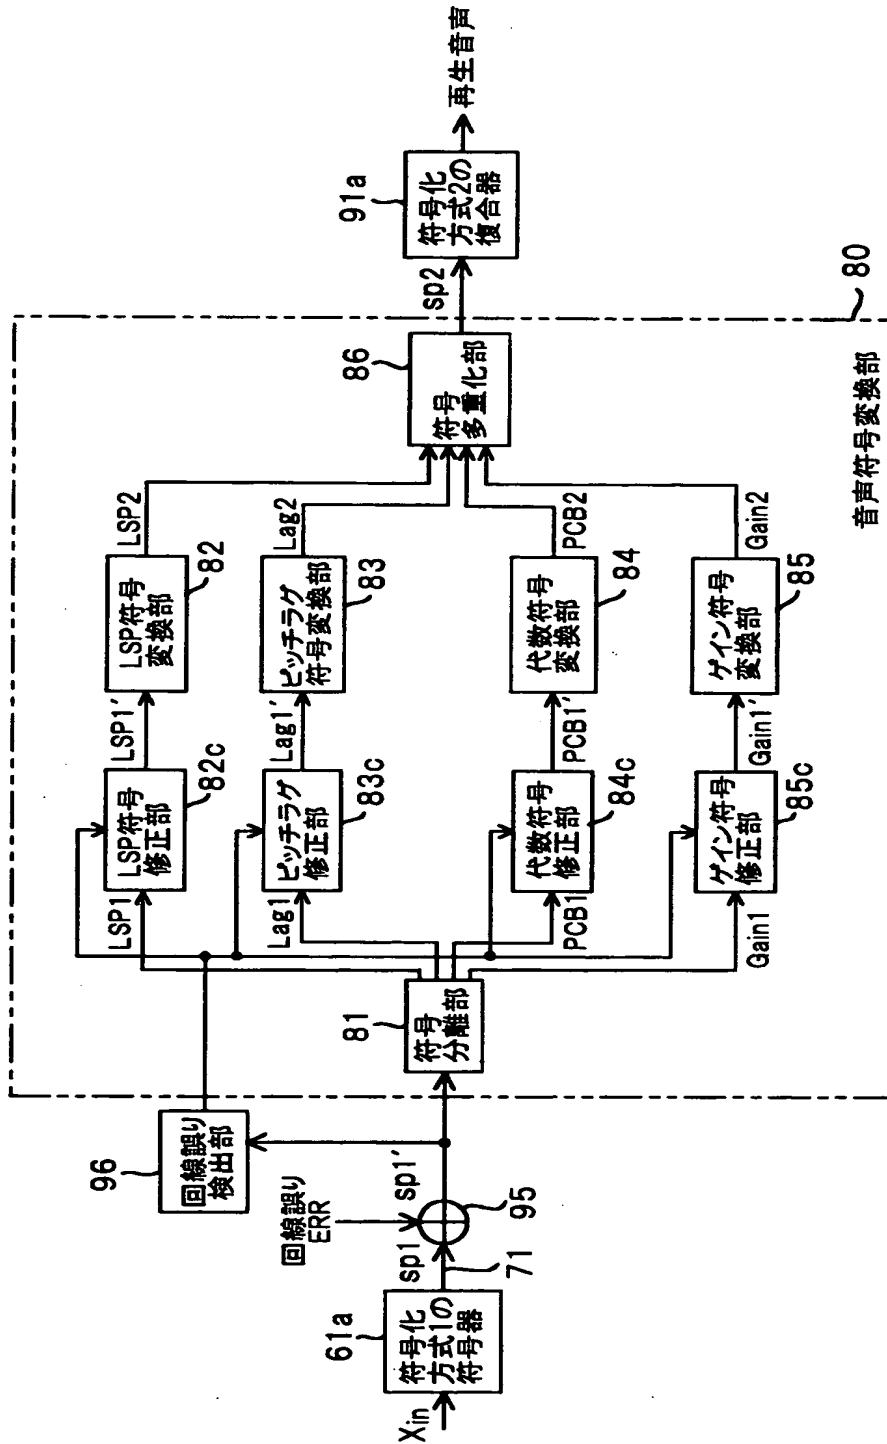 Xin
61a
符号化
方式1の
符号器
sp1
71
回線誤り
ERR
sp1'
95
96
回線誤り
検出部
81
符号
分離部
LSP1
82c
LSP符号
修正部
LSP1'
82
LSP符号
変換部
LSP2
Lag1
83c
ピッチラグ
修正部
Lag1'
83
ピッチラグ
符号変換部
Lag2
PCB1
84c
代数符号
修正部
PCB1'
84
代数符号
変換部
PCB2
Gain1
85c
ゲイン符号
修正部
Gain1'
85
ゲイン符号
変換部
Gain2
86
符号
多重化部
sp2
91a
符号化
方式2の
復合器
再生音声
80
音声符号変換部